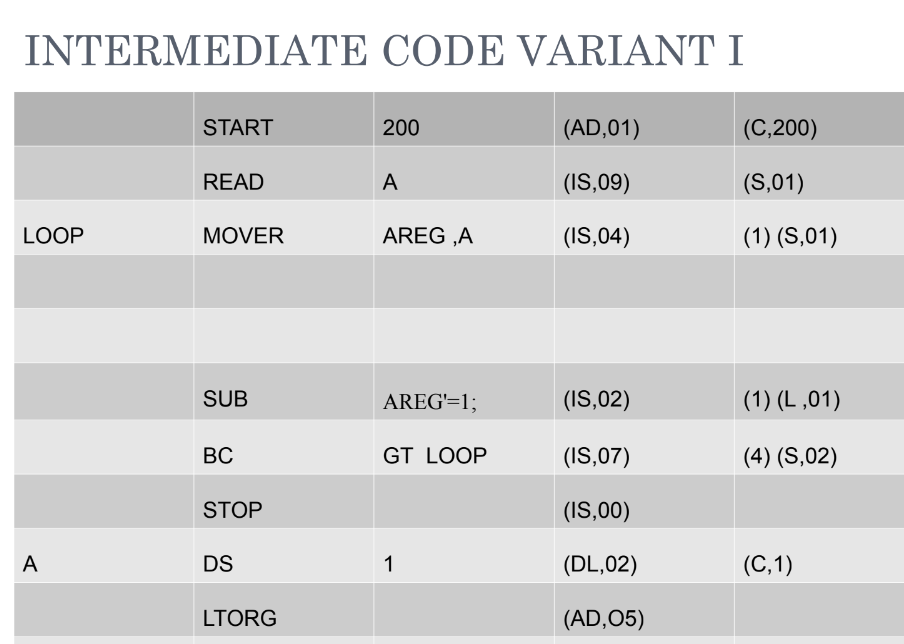 INTERMEDIATE CODE VARIANT I
START 200 (AD,01) (C,200)
READ A (IS,09) (S,01)
LOOP MOVER AREG ,A (IS,04) (1) (S,01)
SUB AREG'=1; (IS,02) (1) (L ,01)
BC GT LOOP (IS,07) (4) (S,02)
STOP (IS,00)
A DS 1 (DL,02) (C,1)
LTORG (AD,O5)